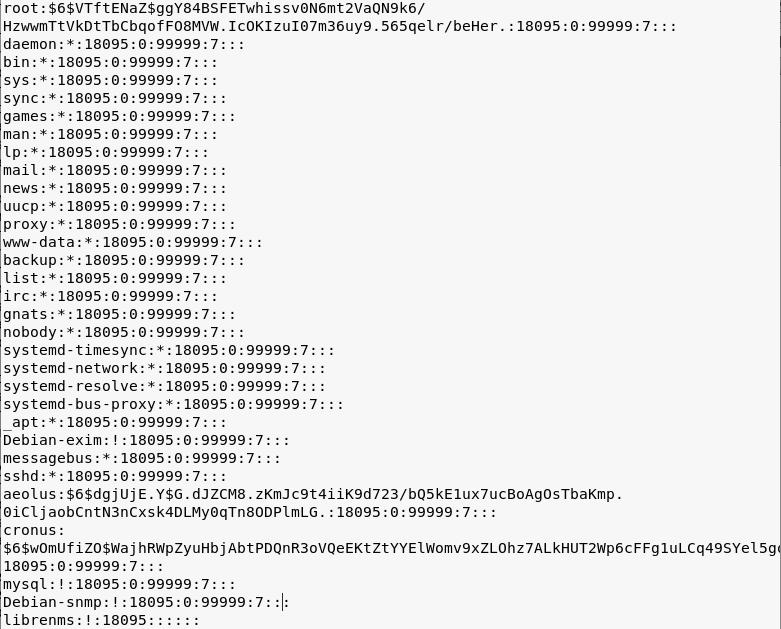 root:$6$VTftENaZ$ggY84BSFETwhissv0N6mt2VaQN9k6/
HzwwmTtVkDtTbCbqofFO8MVW.IcOKIzuI07m36uy9.565qelr/beHer.:18095:0:99999:7:::
daemon:*:18095:0:99999:7:::
bin:*:18095:0:99999:7:::
sys:*:18095:0:99999:7:::
sync:*:18095:0:99999:7:::
games:*:18095:0:99999:7:::
man:*:18095:0:99999:7:::
lp:*:18095:0:99999:7:::
mail:*:18095:0:99999:7:::
news:*:18095:0:99999:7:::
uucp:*:18095:0:99999:7:::
proxy:*:18095:0:99999:7:::
www-data:*:18095:0:99999:7:::
backup:*:18095:0:99999:7:::
list:*:18095:0:99999:7:::
irc:*:18095:0:99999:7:::
gnats:*:18095:0:99999:7:::
nobody:*:18095:0:99999:7:::
systemd-timesync:*:18095:0:99999:7:::
systemd-network:*:18095:0:99999:7:::
systemd-resolve:*:18095:0:99999:7:::
systemd-bus-proxy:*:18095:0:99999:7:::
_apt:*:18095:0:99999:7:::
Debian-exim:!:18095:0:99999:7:::
messagebus:*:18095:0:99999:7:::
sshd:*:18095:0:99999:7:::
aeolus:$6$dgjUjE.Y$G.dJZCM8.zKmJc9t4iiK9d723/bQ5kE1ux7ucBoAgOsTbaKmp.
0iCljaobCntN3nCxsk4DLMy0qTn8ODPlmLG.:18095:0:99999:7:::
cronus:
$6$wOmUfiZO$WajhRWpZyuHbjAbtPDQnR3oVQeEKtZtYYElWomv9xZLOhz7ALkHUT2Wp6cFFg1uLCq49SYel5g
18095:0:99999:7:::
mysql:!:18095:0:99999:7:::
Debian-snmp:!:18095:0:99999:7:::
librenms:!:18095::::::